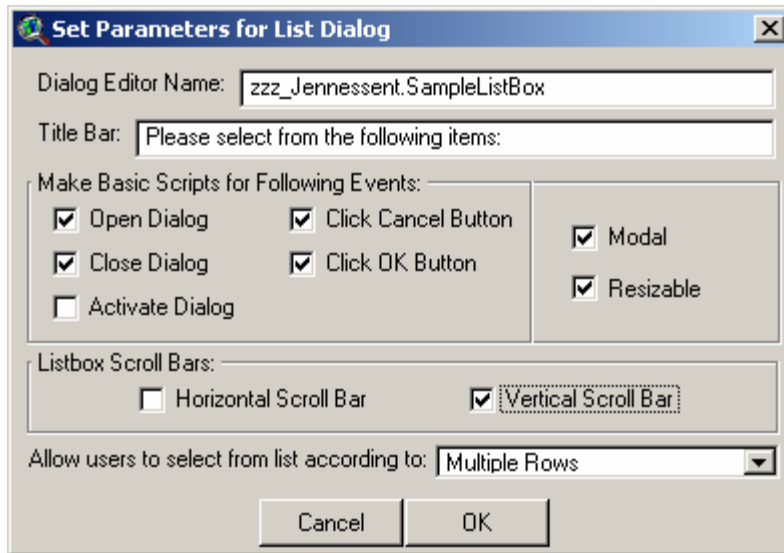 Set Parameters for List Dialog
Dialog Editor Name: zzz_Jennessent.SampleListBox
Title Bar: Please select from the following items:
Make Basic Scripts for Following Events:
Open Dialog Click Cancel Button
Modal
Close Dialog Click OK Button
Resizable
Activate Dialog
Listbox Scroll Bars:
Horizontal Scroll Bar Vertical Scroll Bar
Allow users to select from list according to: Multiple Rows
Cancel OK